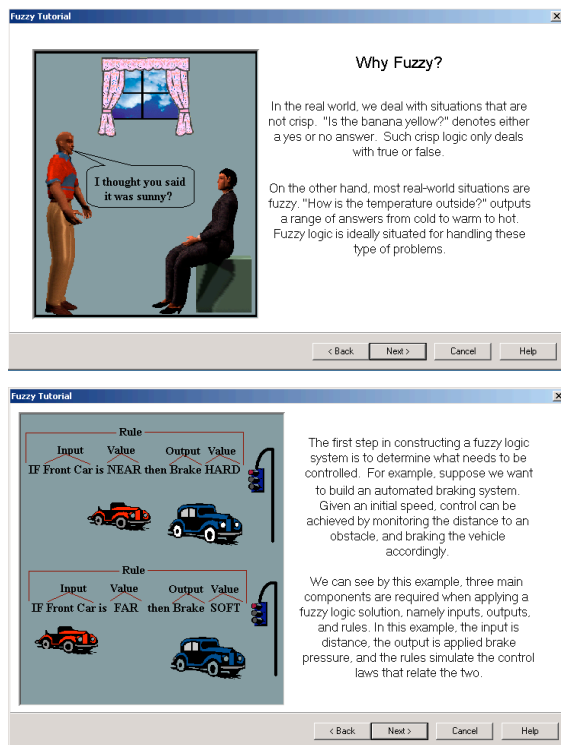 Fuzzy Tutorial
Why Fuzzy?
I thought you said
it was sunny?
In the real world, we deal with situations that are
not crisp. "Is the banana yellow?" denotes either
a yes or no answer. Such crisp logic only deals
with true or false.
On the other hand, most real-world situations are
fuzzy. "How is the temperature outside?" outputs
a range of answers from cold to warm to hot.
Fuzzy logic is ideally situated for handling these
type of problems.
< Back Next > Cancel Help
Fuzzy Tutorial
Rule
Input Value Output Value
IF Front Car is NEAR then Brake HARD
Rule
Input Value Output Value
IF Front Car is FAR then Brake SOFT
The first step in constructing a fuzzy logic
system is to determine what needs to be
controlled. For example, suppose we want
to build an automated braking system.
Given an initial speed, control can be
achieved by monitoring the distance to an
obstacle, and braking the vehicle
accordingly.
We can see by this example, three main
components are required when applying a
fuzzy logic solution, namely inputs, outputs,
and rules. In this example, the input is
distance, the output is applied brake
pressure, and the rules simulate the control
laws that relate the two.
< Back Next > Cancel Help